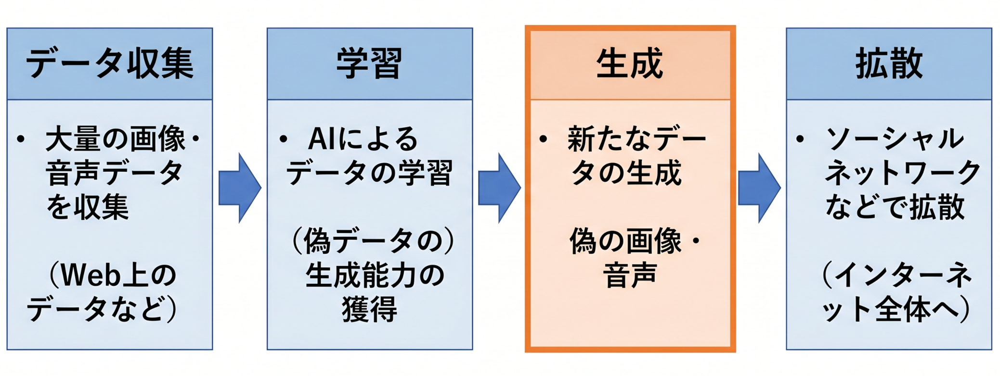 データ収集
・ 大量の画像・
音声データ
を収集
（Web上の
データなど）
学習
・ AIによる
データの学習
（偽データの）
生成能力の
獲得
生成
・ 新たなデー
タの生成
偽の画像・
音声
拡散
・ ソーシャル
ネットワーク
などで拡散
（インターネ
ット全体へ）